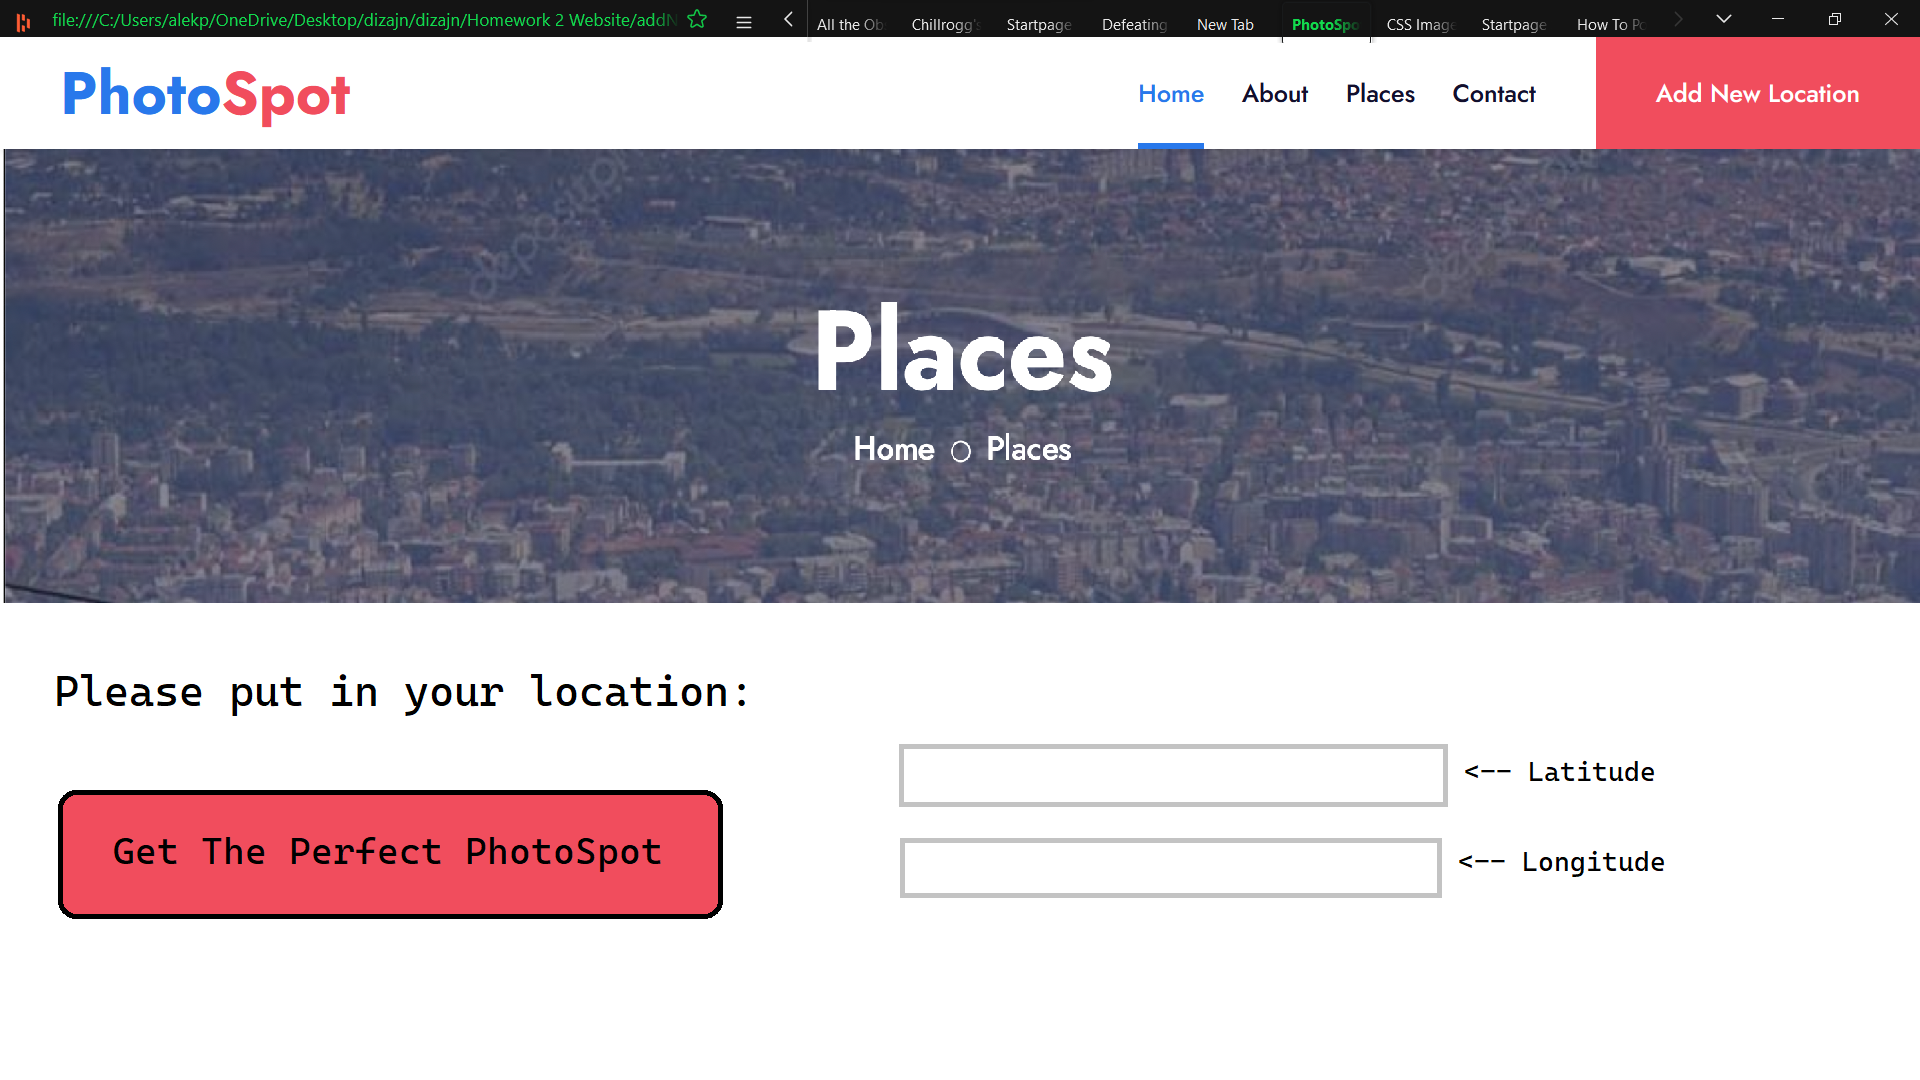 file:///C:/Users/alekp/OneDrive/Desktop/dizajn/dizajn/Homework 2 Website/addN
All the Ob Chillrogg's Startpage Defeating New Tab PhotoSpo CSS Image Startpage How To Po
PhotoSpot
Home About Places Contact Add New Location
Places
Home Places
Please put in your location:
<-- Latitude
Get The Perfect PhotoSpot
<-- Longitude